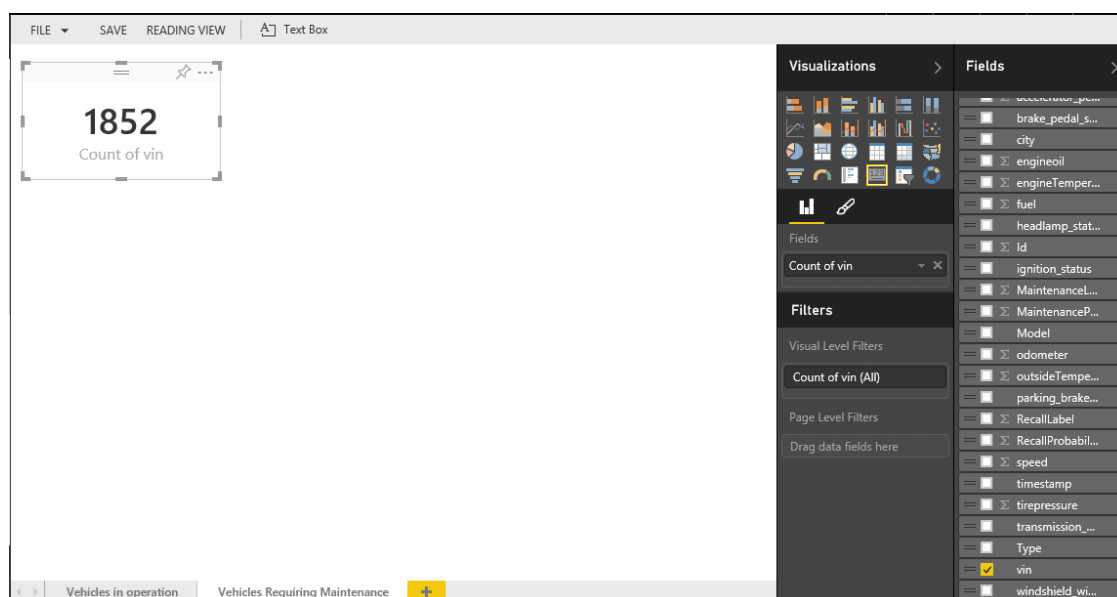 FILE SAVE READING VIEW Text Box
1852
Count of vin
Visualizations
Fields
Count of vin
Filters
Visual Level Filters
Count of vin (All)
Page Level Filters
Drag data fields here
Fields
brake_pedal_s...
city
engineoil
engineTemper...
fuel
headlamp_stat...
Id
ignition_status
MaintenanceL...
MaintenanceP...
Model
odometer
outsideTempe...
parking_brake...
RecallLabel
RecallProbabil...
speed
timestamp
tirepressure
transmission_...
Type
vin
windshield_wi...
Vehicles in operation Vehicles Requiring Maintenance